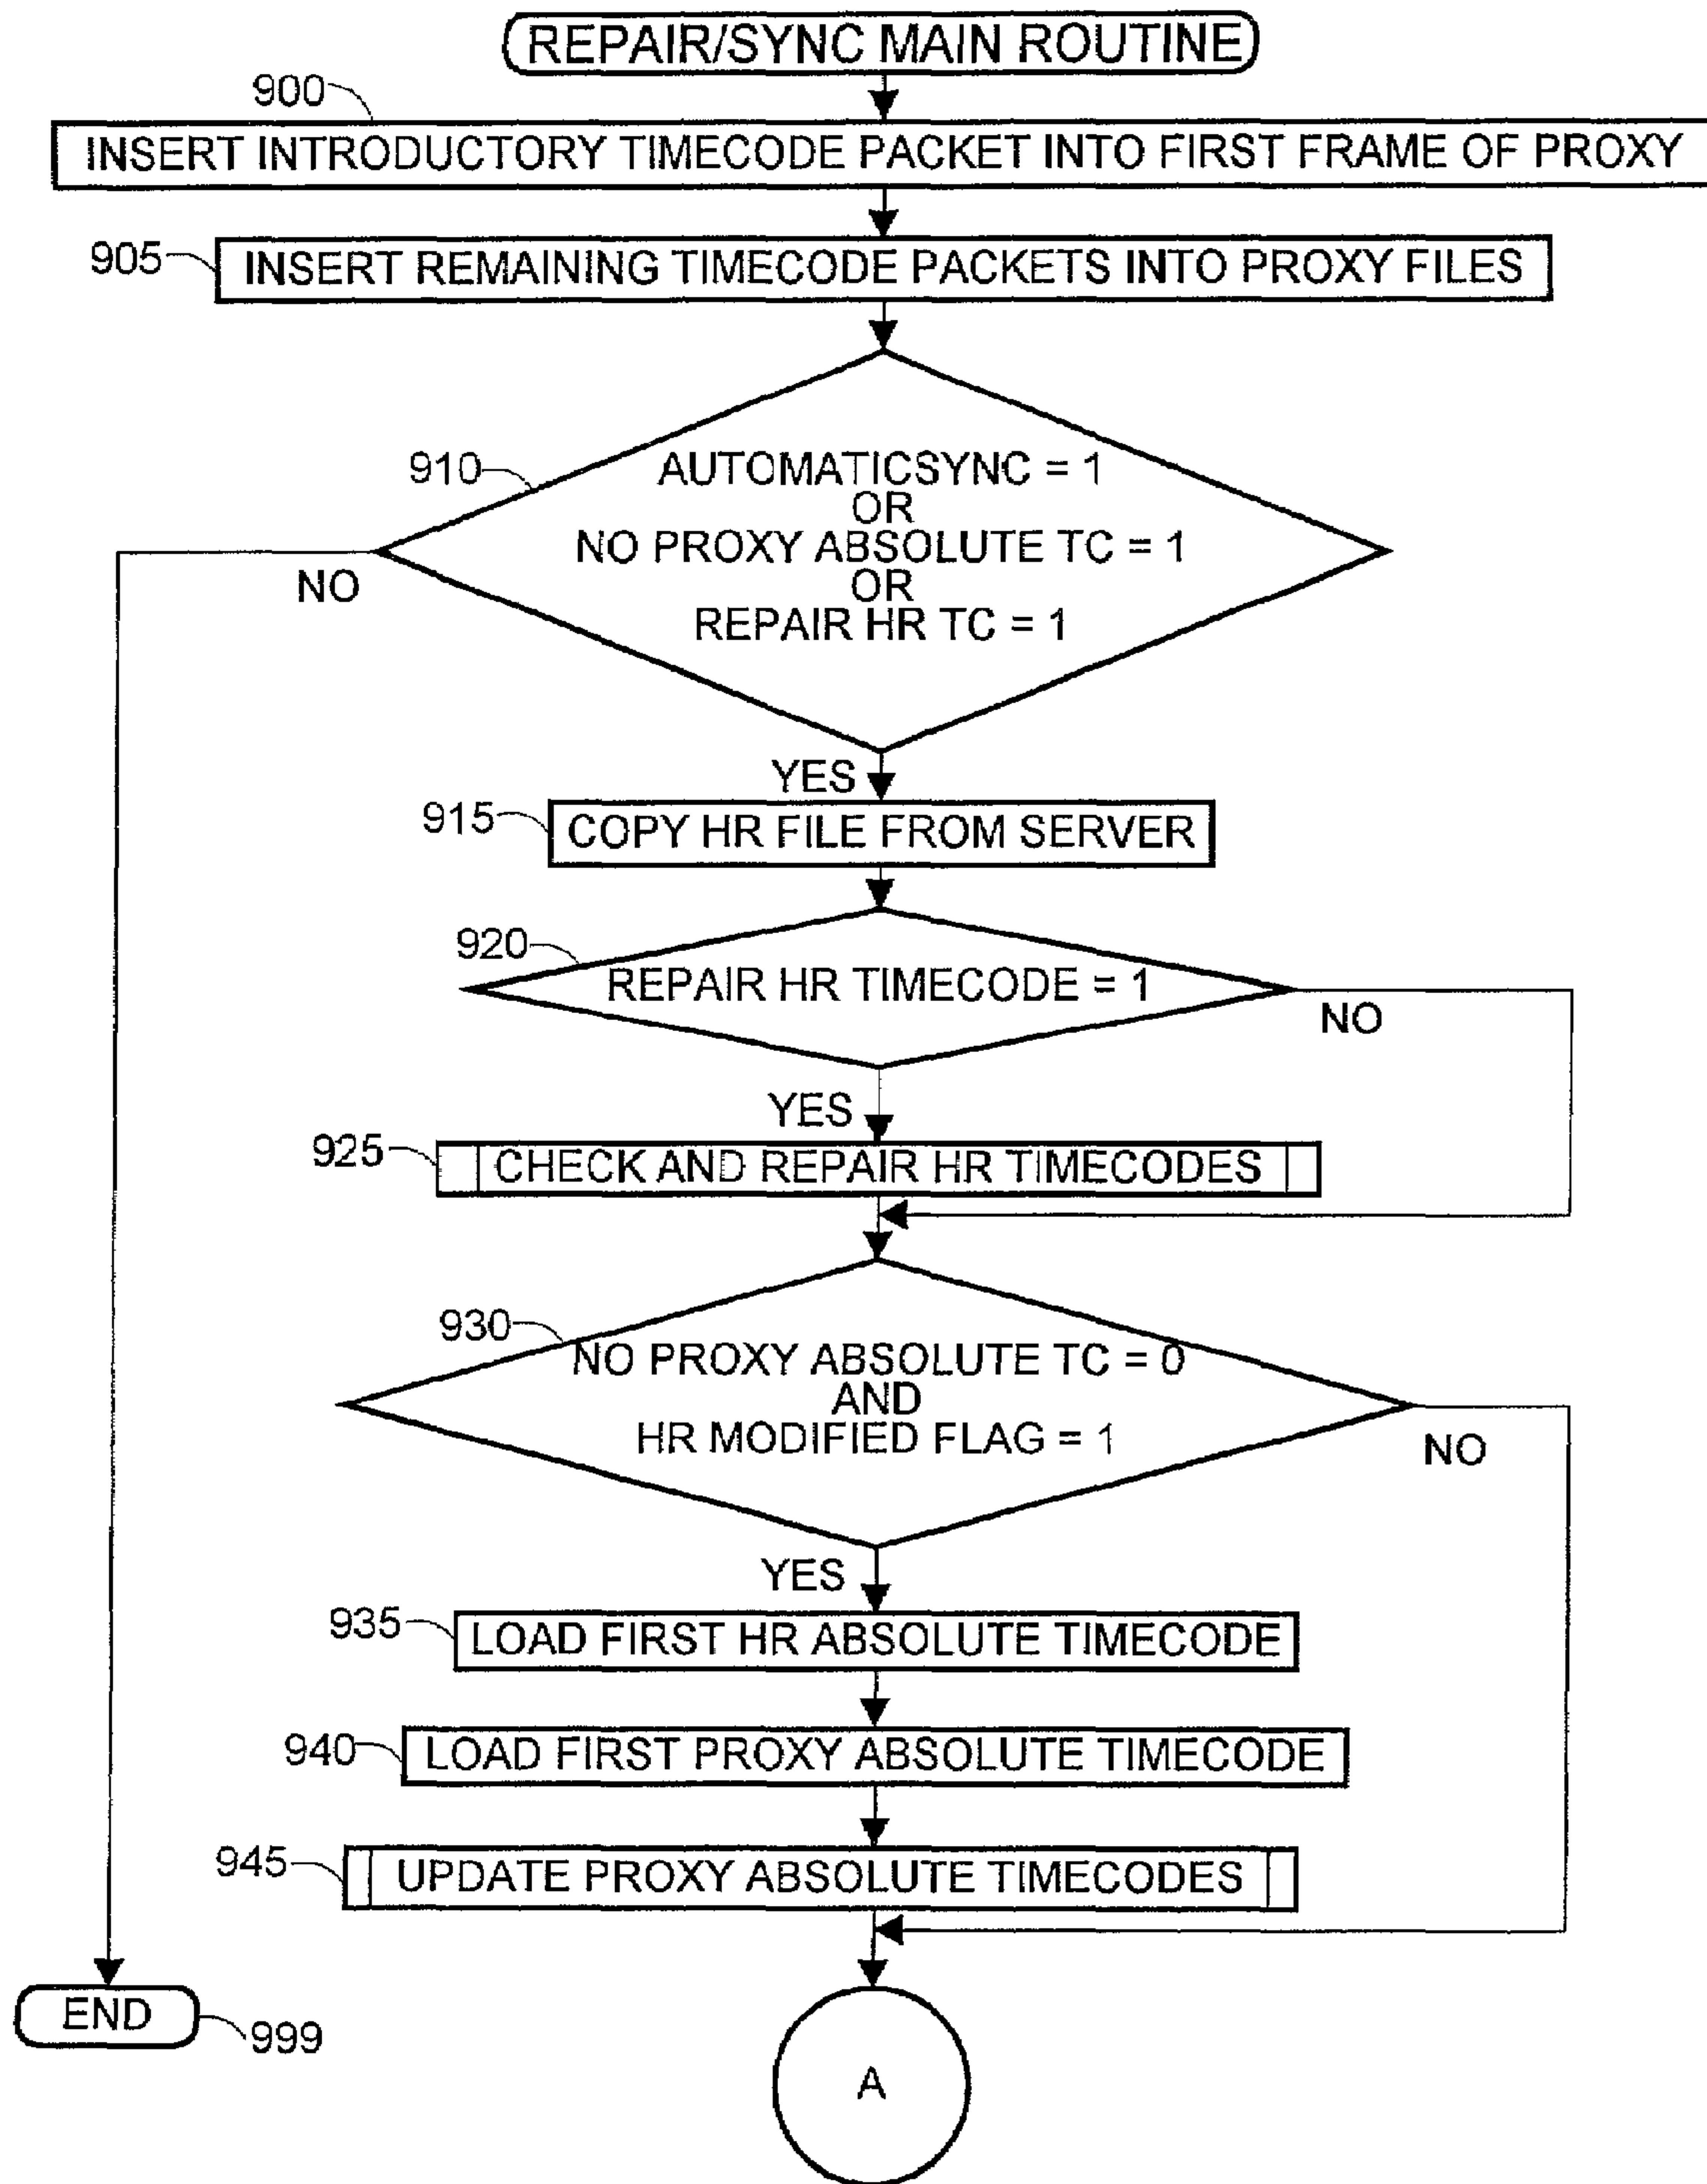 REPAIR/SYNC MAIN ROUTINE
900
INSERT INTRODUCTORY TIMECODE PACKET INTO FIRST FRAME OF PROXY
905
INSERT REMAINING TIMECODE PACKETS INTO PROXY FILES
910
AUTOMATICSYNC = 1
OR
NO PROXY ABSOLUTE TC = 1
OR
REPAIR HR TC = 1
NO
YES
915
COPY HR FILE FROM SERVER
920
REPAIR HR TIMECODE = 1
NO
YES
925
CHECK AND REPAIR HR TIMECODES
930
NO PROXY ABSOLUTE TC = 0
AND
HR MODIFIED FLAG = 1
NO
YES
935
LOAD FIRST HR ABSOLUTE TIMECODE
940
LOAD FIRST PROXY ABSOLUTE TIMECODE
945
UPDATE PROXY ABSOLUTE TIMECODES
END
999
A